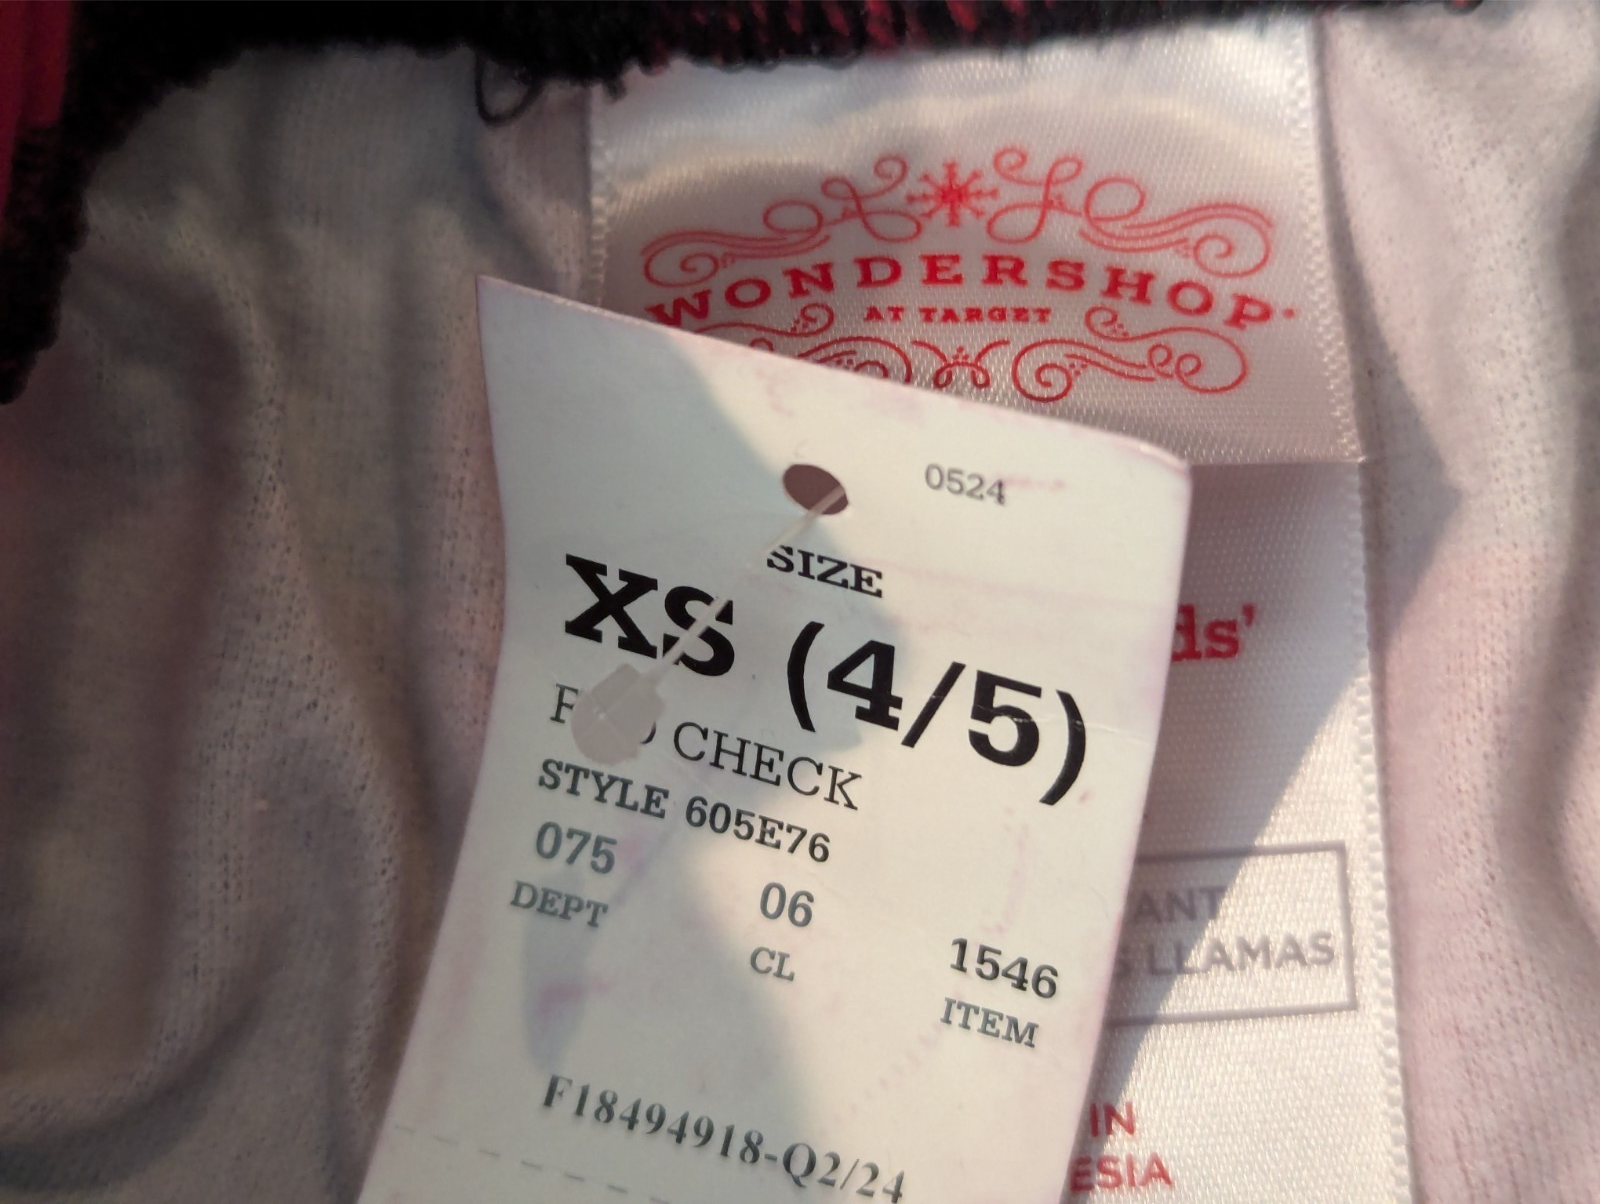 WONDERSHOP
AT TARGET
0524
SIZE
XS (4/5)
CHECK
STYLE 605E76
075
DEPT
06
CL
1546
ITEM
F18494918-Q2/24
ds'
ANT
S LLAMAS
IN
ESIA